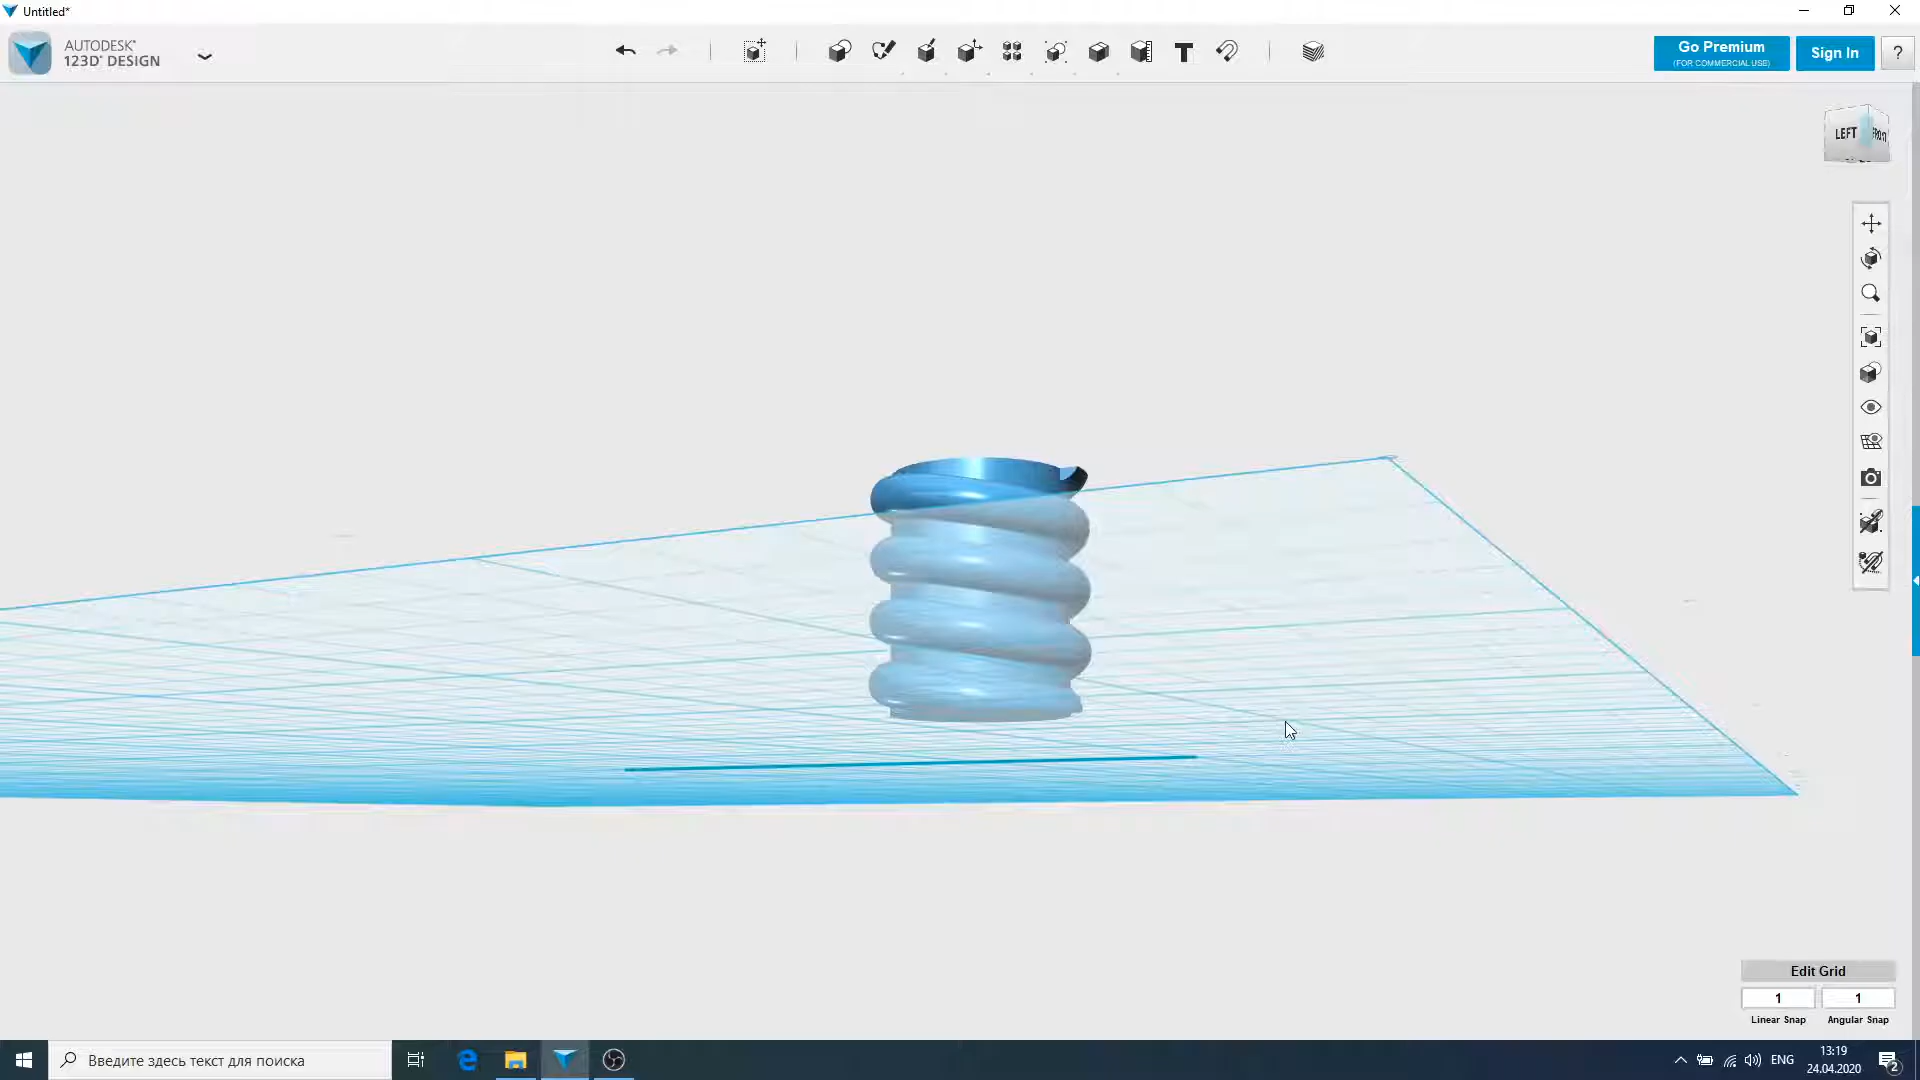 Untitled*
AUTODESK®
123D® DESIGN
Go Premium
(FOR COMMERCIAL USE)
Sign In
?
LEFT
Edit Grid
1
1
Linear Snap
Angular Snap
Введите здесь текст для поиска
ENG
13:19
24.04.2020
2